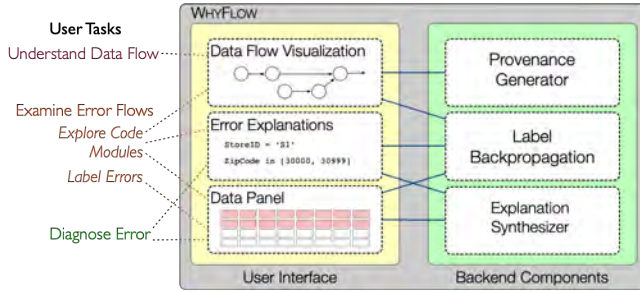 WHYFLOW
User Tasks
Understand Data Flow
Examine Error Flows
Explore Code
Modules
Label Errors
Diagnose Error
Data Flow Visualization
Error Explanations
StoreID = 'S1'
ZipCode in [30000, 30999]
Data Panel
User Interface
Provenance
Generator
Label
Backpropagation
Explanation
Synthesizer
Backend Components